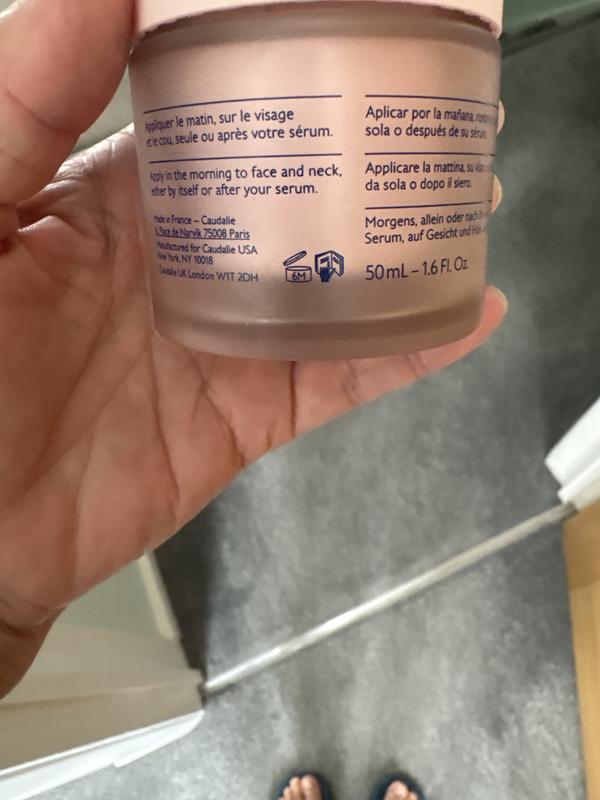 Appliquer le matin, sur le visage
et le cou, seule ou après votre sérum.
Apply in the morning to face and neck,
either by itself or after your serum.
Made in France – Caudalie
6, Place de Narvik 75008 Paris
Manufactured for Caudalie USA
New York, NY 10018
Caudalie UK London W1T 2DH
6M
Aplicar por la mañana,
sola o después de su sérum
Applicare la mattina, su viso
da sola o dopo il siero.
Morgens, allein oder nach
Serum, auf Gesicht und Hals
50 mL – 1.6 Fl. Oz.